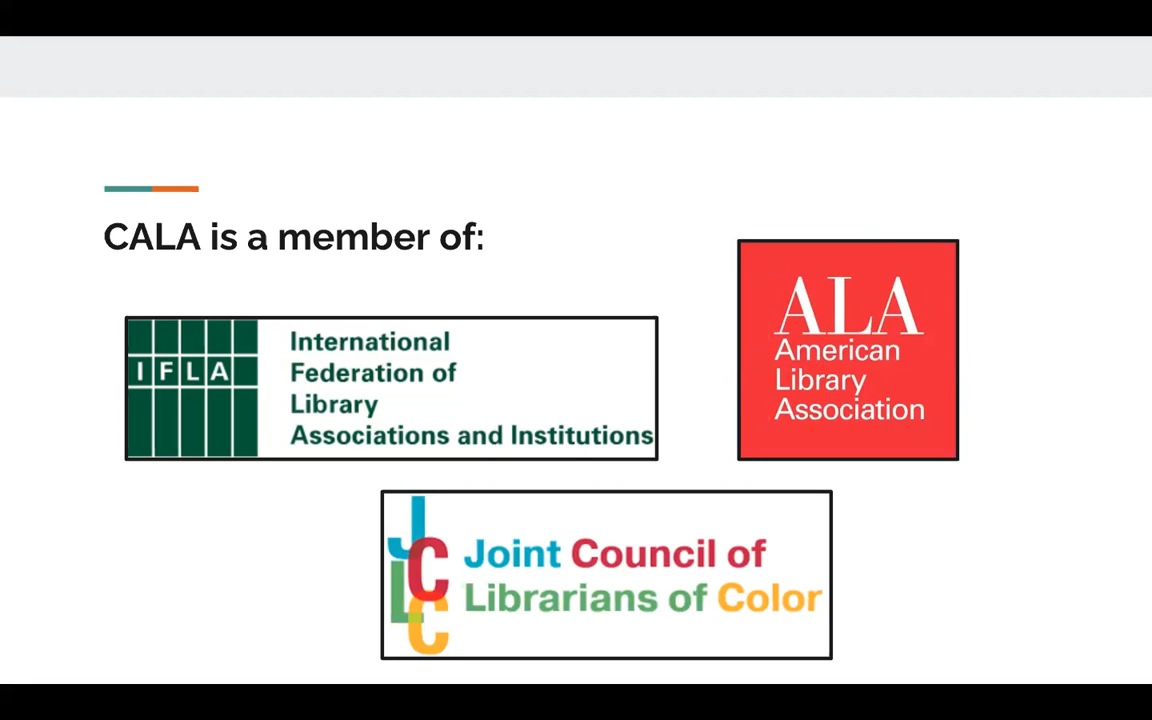 CALA is a member of:
IFLA
International
Federation of
Library
Associations and Institutions
ALA
American
Library
Association
JCLC
Joint Council of
Librarians of Color